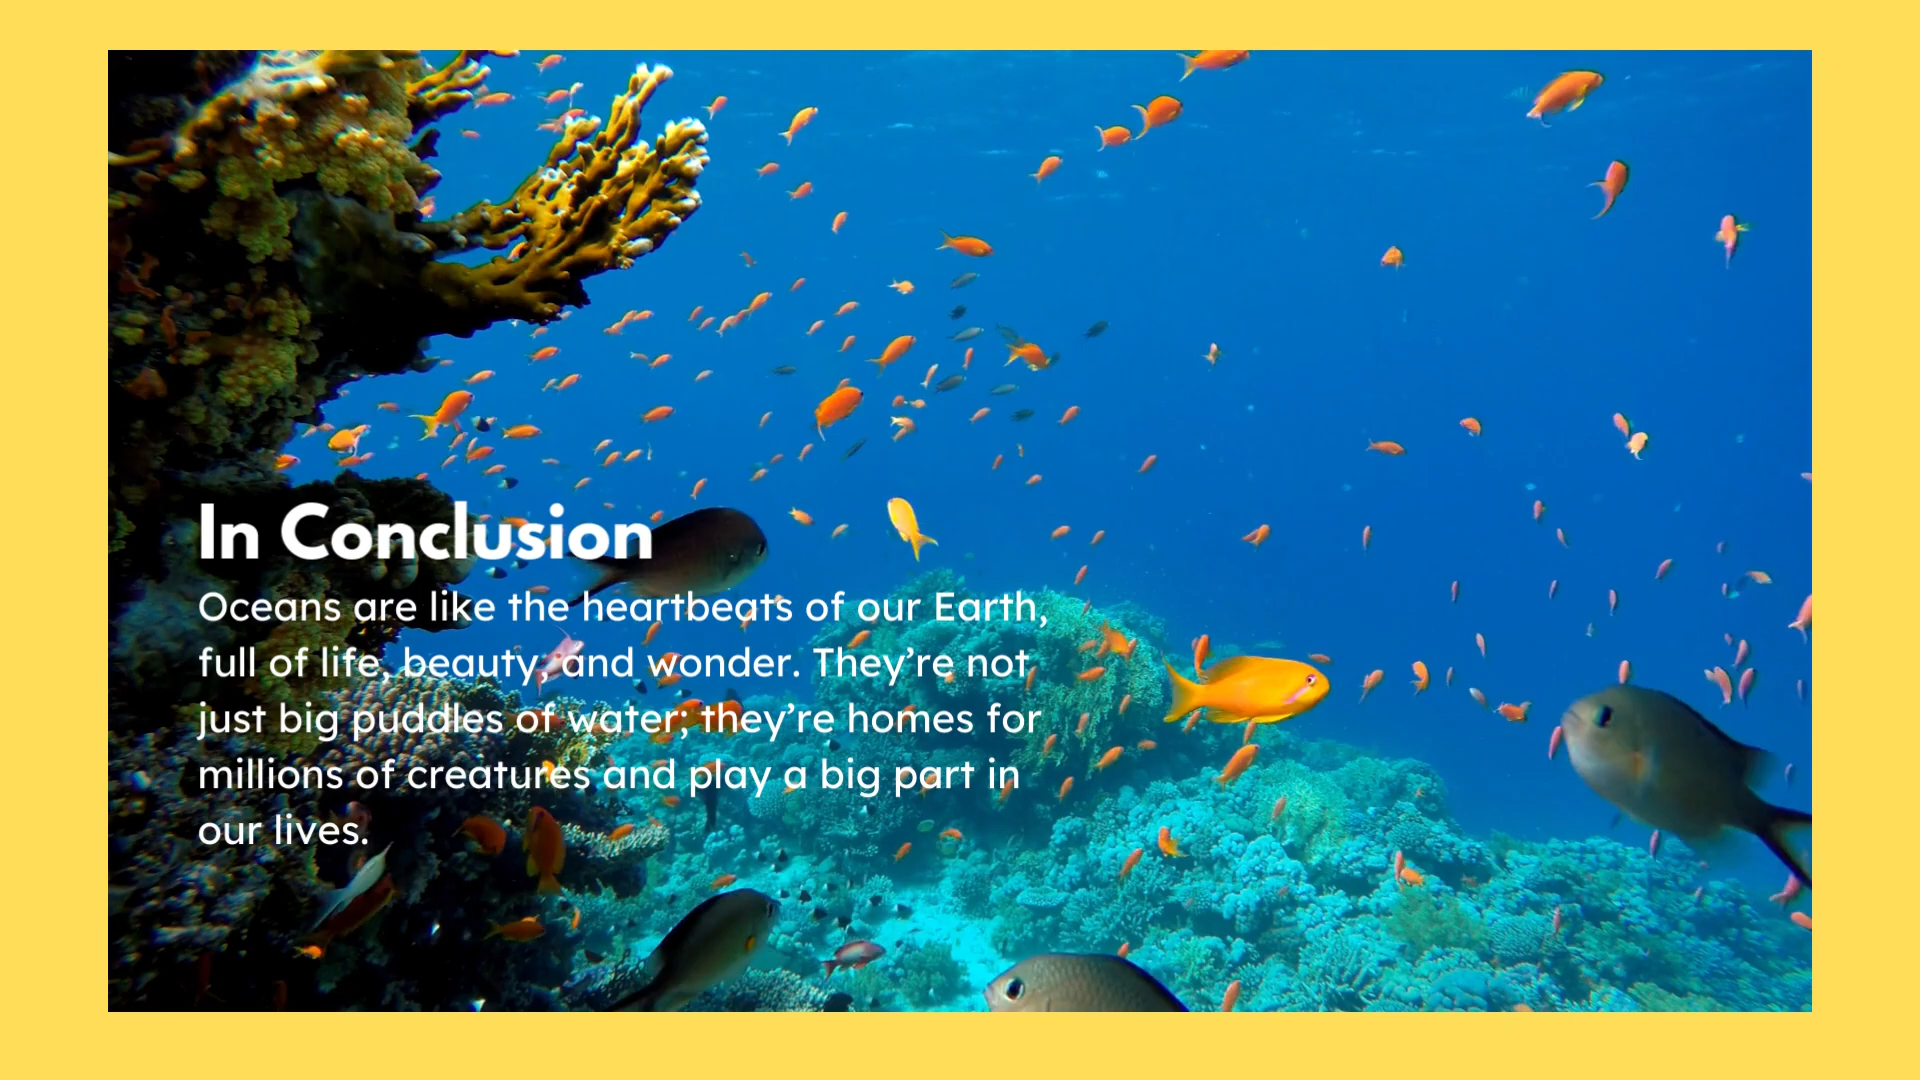 In Conclusion
Oceans are like the heartbeats of our Earth,
full of life, beauty, and wonder. They’re not
just big puddles of water; they’re homes for
millions of creatures and play a big part in
our lives.